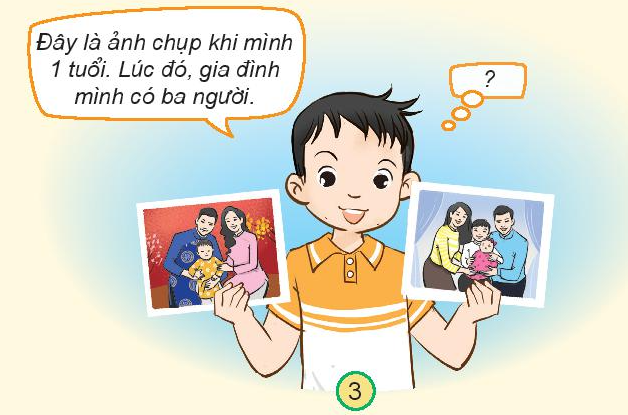 Đây là ảnh chụp khi mình
1 tuổi. Lúc đó, gia đình
mình có ba người.
?
3